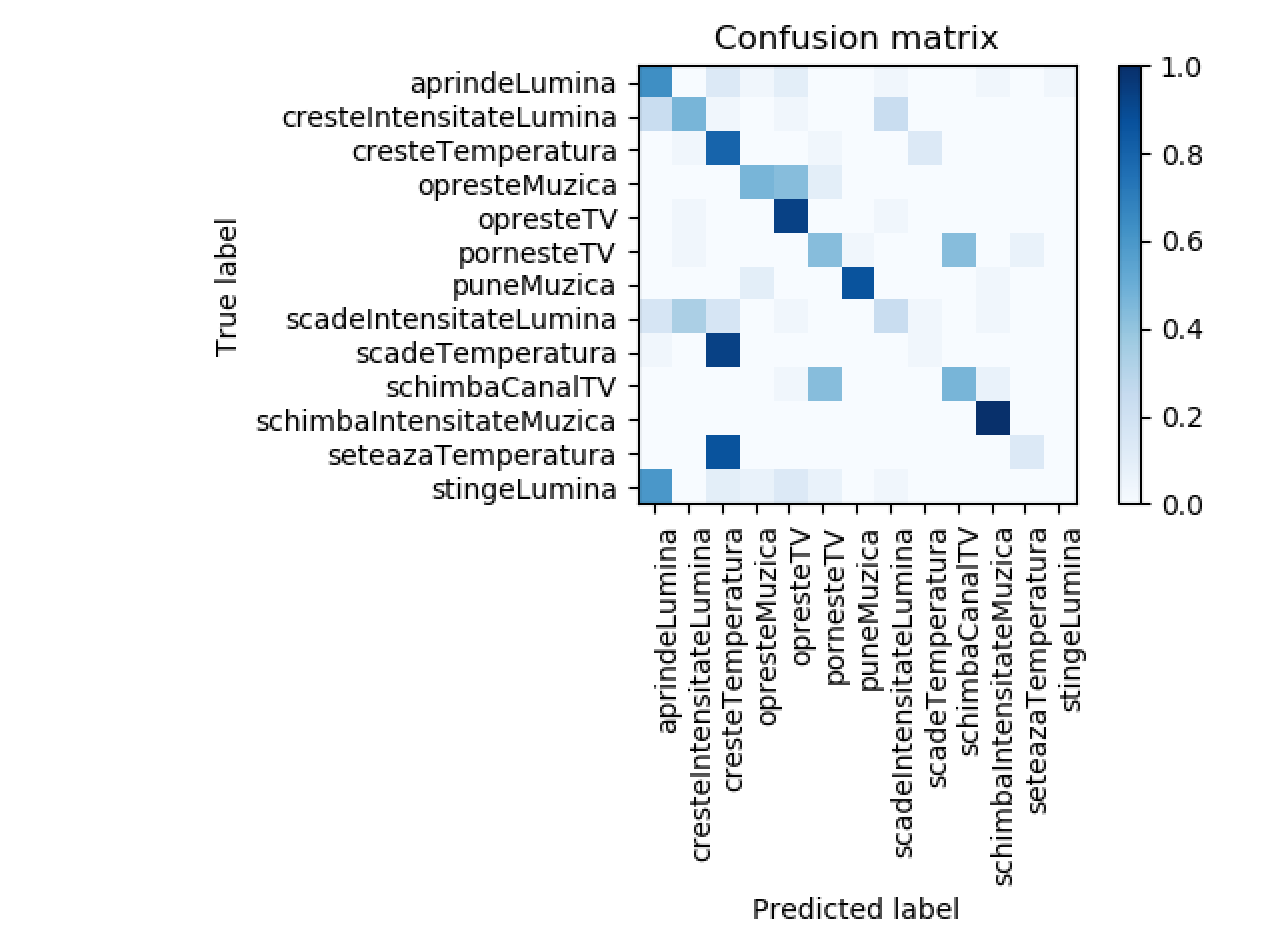 Confusion matrix
True label
aprindeLumina
cresteIntensitateLumina
cresteTemperatura
opresteMuzica
opresteTV
pornesteTV
puneMuzica
scadeIntensitateLumina
scadeTemperatura
schimbaCanalTV
schimbaIntensitateMuzica
seteazaTemperatura
stingeLumina
1.0
0.8
0.6
0.4
0.2
0.0
aprindeLumina
cresteIntensitateLumina
cresteTemperatura
opresteMuzica
opresteTV
pornesteTV
puneMuzica
scadeIntensitateLumina
scadeTemperatura
schimbaCanalTV
schimbaIntensitateMuzica
seteazaTemperatura
stingeLumina
Predicted label